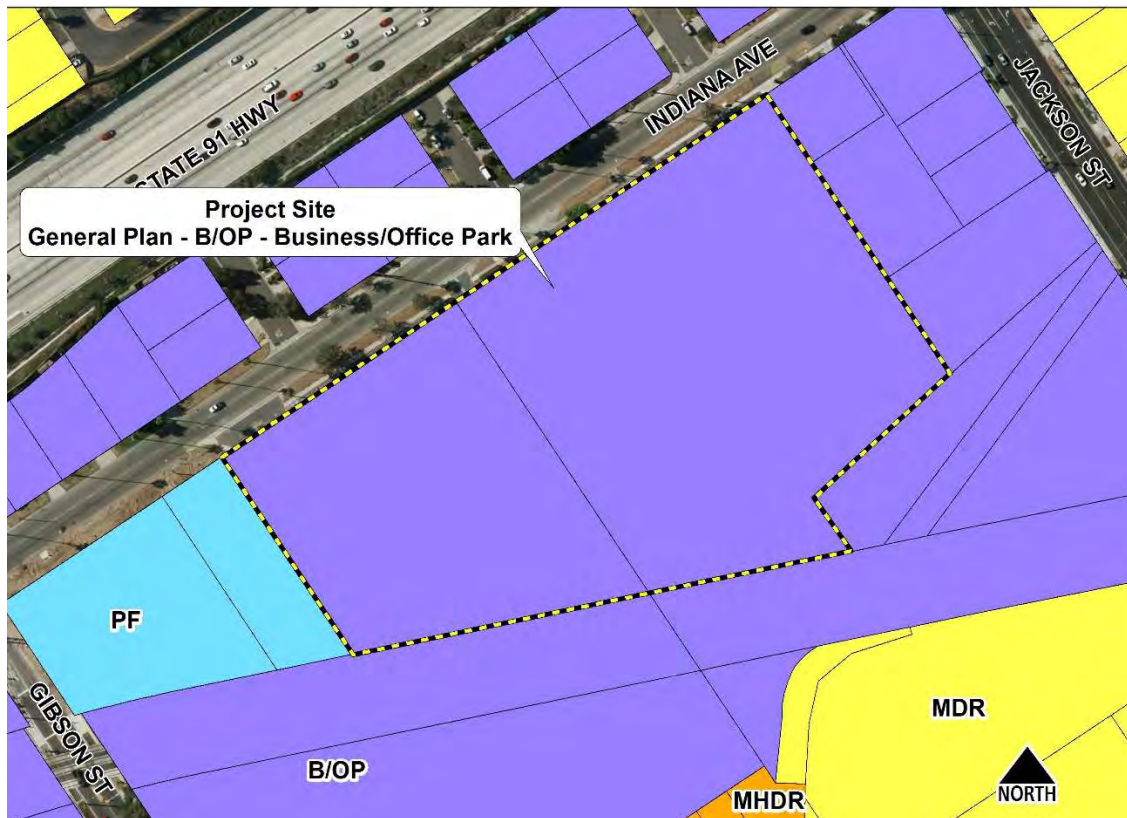 STATE 91 HWY
INDIANA AVE
JACKSON ST
Project Site
General Plan - B/OP - Business/Office Park
PF
GIBSON ST
B/OP
MDR
MHDR
NORTH